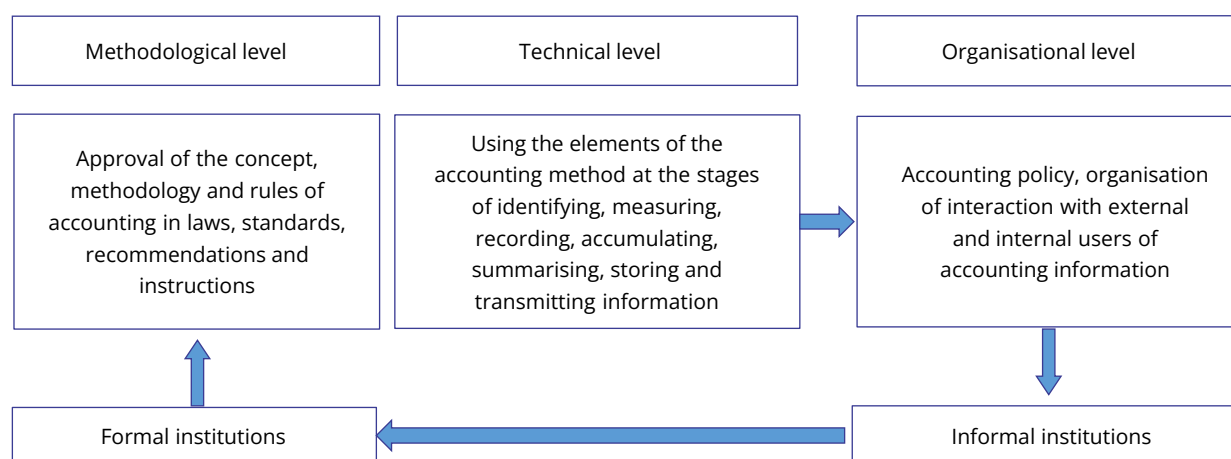 Methodological level
Technical level
Organisational level
Approval of the concept,
methodology and rules of
accounting in laws, standards,
recommendations and
instructions
Using the elements of the
accounting method at the stages
of identifying, measuring,
recording, accumulating,
summarising, storing and
transmitting information
Accounting policy, organisation
of interaction with external
and internal users of
accounting information
Formal institutions
Informal institutions